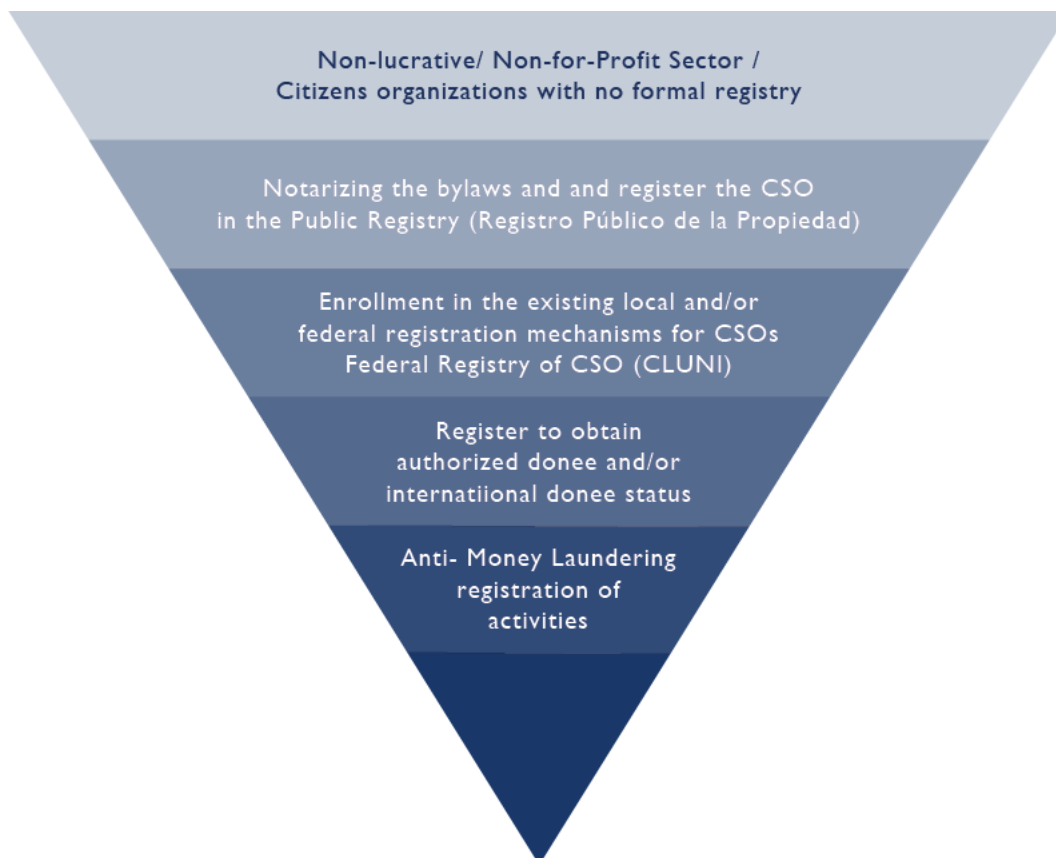 Non-lucrative/ Non-for-Profit Sector /
Citizens organizations with no formal registry
Notarizing the bylaws and and register the CSO
in the Public Registry (Registro Público de la Propiedad)
Enrollment in the existing local and/or
federal registration mechanisms for CSOs
Federal Registry of CSO (CLUNI)
Register to obtain
authorized donee and/or
internatiional donee status
Anti- Money Laundering
registration of
activities